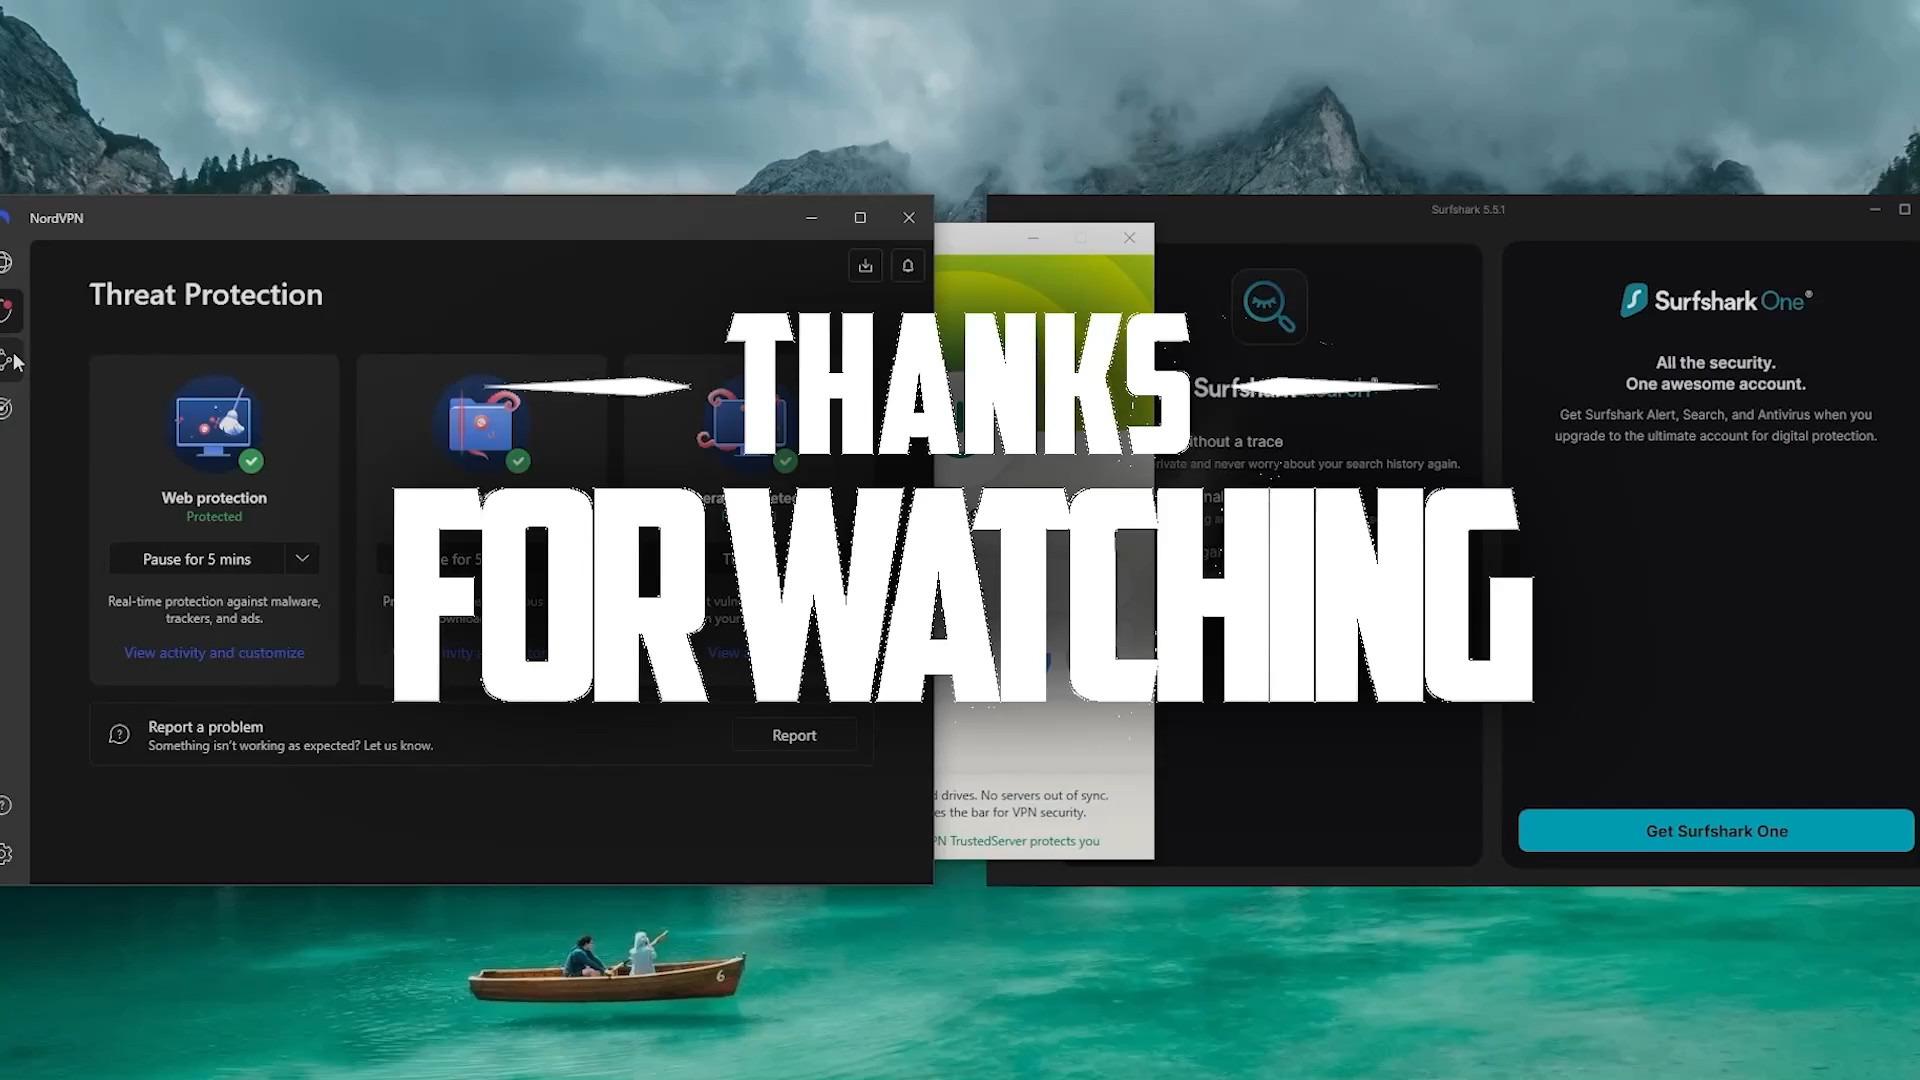 NordVPN
Threat Protection
Web protection
Protected
Pause for 5 mins
Real-time protection against malware,
trackers, and ads.
View activity and customize
Report a problem
Something isn't working as expected? Let us know.
Report
THANKS
FOR WATCHING
drives. No servers out of sync.
es the bar for VPN security.
PN TrustedServer protects you
Surfshark 5.5.1
ithout a trace
rivate and never worry about your search history again.
Surfshark One®
All the security.
One awesome account.
Get Surfshark Alert, Search, and Antivirus when you
upgrade to the ultimate account for digital protection.
Get Surfshark One
6